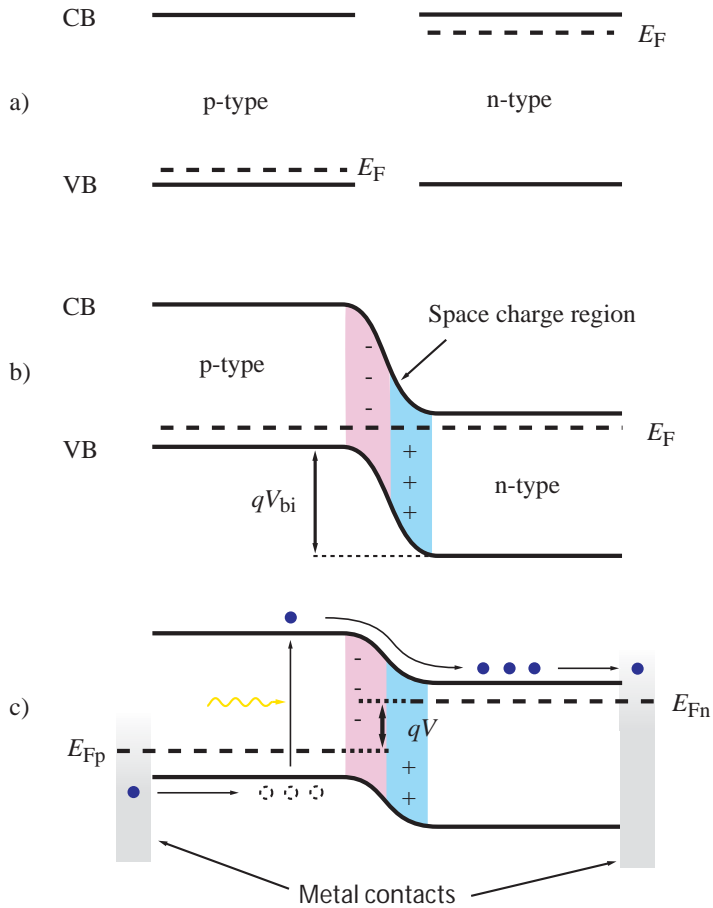 CB
E_F
a)
p-type
n-type
VB
E_F
CB
Space charge region
b)
p-type
-
-
-
E_F
VB
+
+
+
qV_bi
n-type
-
-
-
c)
qV
E_Fn
E_Fp
+
+
Metal contacts